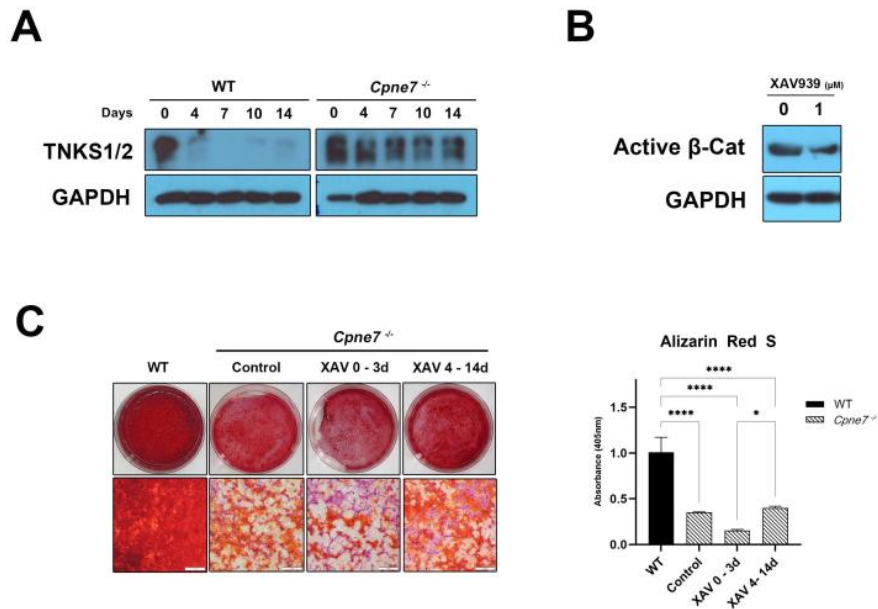 A
WT
Cpne7 -/-
Days 0 4 7 10 14 0 4 7 10 14
TNKS1/2
GAPDH
B
XAV939 (μM)
0 1
Active β-Cat
GAPDH
C
Cpne7 -/-
WT Control XAV 0 - 3d XAV 4 - 14d
Alizarin Red S
****
****
**** *
WT
Cpne7 -/-
Absorbance (405nm)
1.5
1.0
0.5
0.0
WT
Control
XAV 0 - 3d
XAV 4- 14d